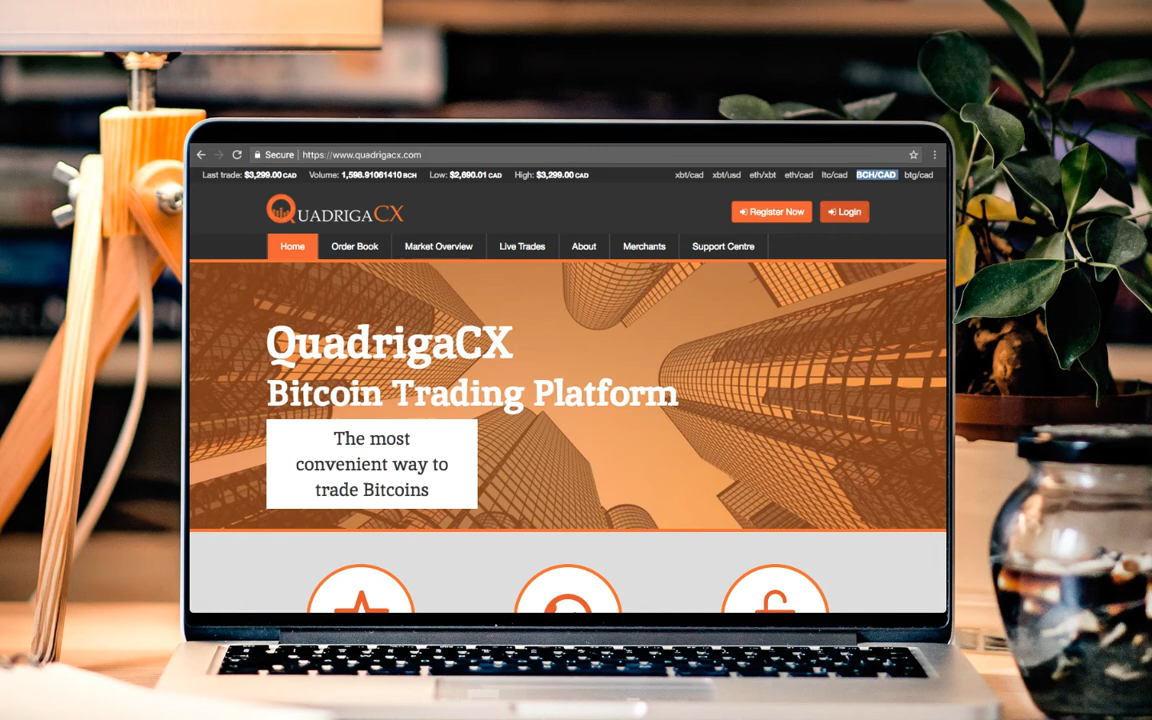 Secure https://www.quadrigacx.com
Last trade: $3,299.00 CAD Volume: 1,598.91061410 BCH Low: $2,690.01 CAD High: $3,299.00 CAD xbt/cad xbt/usd eth/xbt eth/cad ltc/cad BCH/CAD btg/cad
QUADRIGACX
Register Now Login
Home Order Book Market Overview Live Trades About Merchants Support Centre
QuadrigaCX
Bitcoin Trading Platform
The most
convenient way to
trade Bitcoins